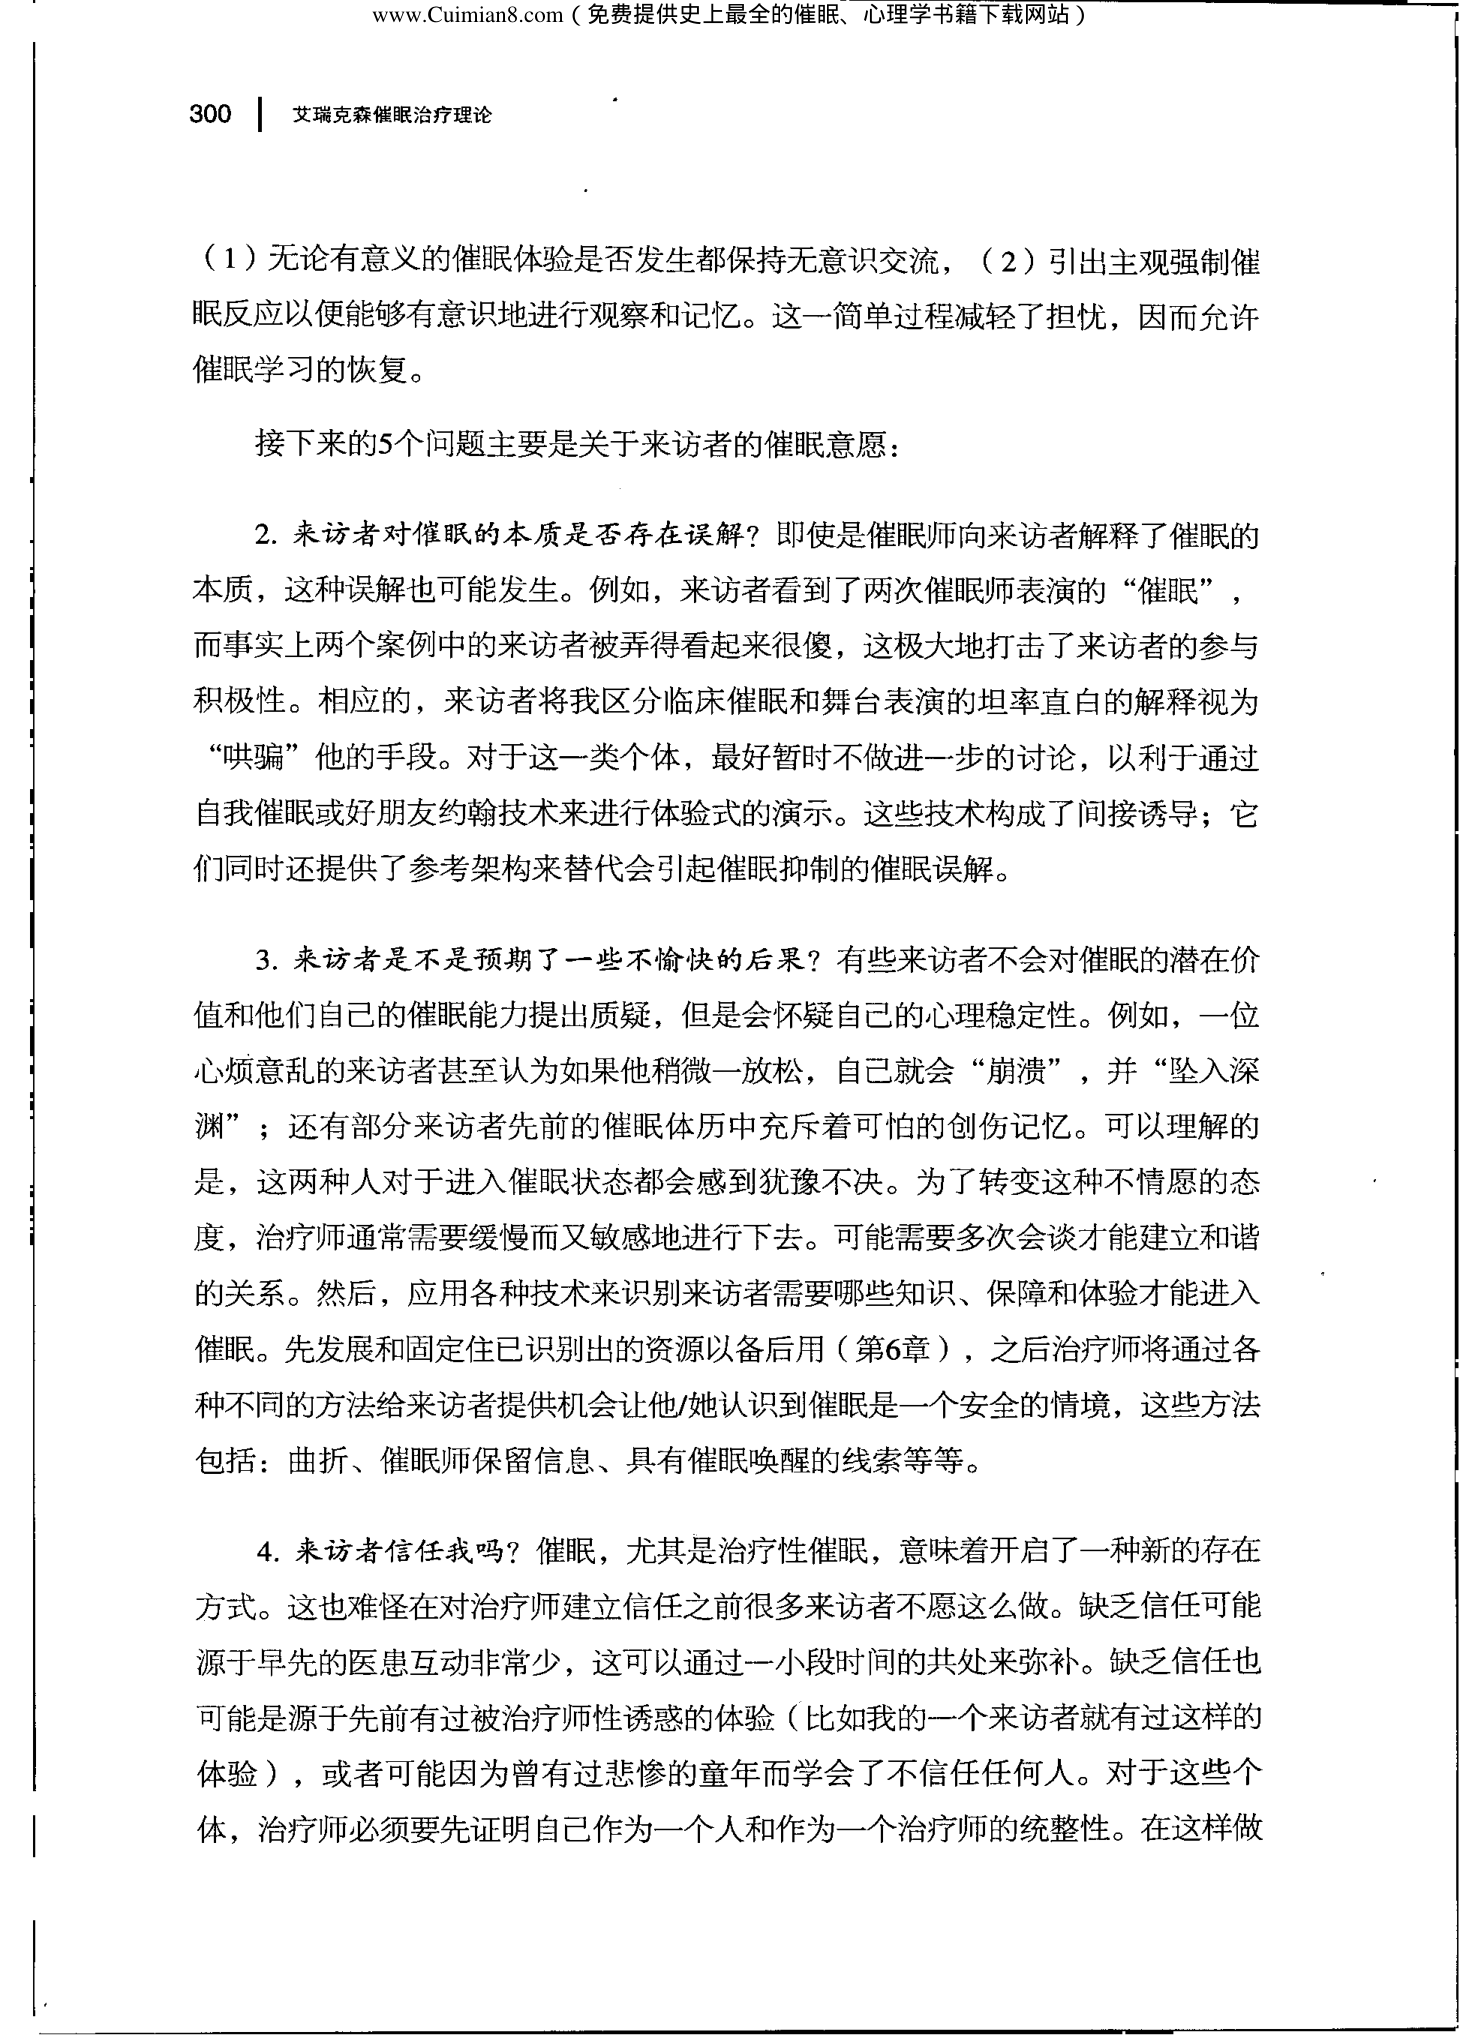 www.Cuimian8.com（免费提供史上最全的催眠、心理学书籍下载网站）
300 艾瑞克森催眠治疗理论
（1）无论有意义的催眠体验是否发生都保持无意识交流，（2）引出主观强制催
眠反应以便能够有意识地进行观察和记忆。这一简单过程减轻了担忧，因而允许
催眠学习的恢复。
接下来的5个问题主要是关于来访者的催眠意愿：
2. 来访者对催眠的本质是否存在误解？即使是催眠师向来访者解释了催眠的
本质，这种误解也可能发生。例如，来访者看到了两次催眠师表演的“催眠”，
而事实上两个案例中的来访者被弄得看起来很傻，这极大地打击了来访者的参与
积极性。相应的，来访者将我区分临床催眠和舞台表演的坦率直白的解释视为
“哄骗”他的手段。对于这一类个体，最好暂时不做进一步的讨论，以利于通过
自我催眠或好朋友约翰技术来进行体验式的演示。这些技术构成了间接诱导；它
们同时还提供了参考架构来替代会引起催眠抑制的催眠误解。
3. 来访者是不是预期了一些不愉快的后果？有些来访者不会对催眠的潜在价
值和他们自己的催眠能力提出质疑，但是会怀疑自己的心理稳定性。例如，一位
心烦意乱的来访者甚至认为如果他稍微一放松，自己就会“崩溃”，并“坠入深
渊”；还有部分来访者先前的催眠体历中充斥着可怕的创伤记忆。可以理解的
是，这两种人对于进入催眠状态都会感到犹豫不决。为了转变这种不情愿的态
度，治疗师通常需要缓慢而又敏感地进行下去。可能需要多次会谈才能建立和谐
的关系。然后，应用各种技术来识别来访者需要哪些知识、保障和体验才能进入
催眠。先发展和固定住已识别出的资源以备后用（第6章），之后治疗师将通过各
种不同的方法给来访者提供机会让他/她认识到催眠是一个安全的情境，这些方法
包括：曲折、催眠师保留信息、具有催眠唤醒的线索等等。
4. 来访者信任我吗？催眠，尤其是治疗性催眠，意味着开启了一种新的存在
方式。这也难怪在对治疗师建立信任之前很多来访者不愿这么做。缺乏信任可能
源于早先的医患互动非常少，这可以通过一小段时间的共处来弥补。缺乏信任也
可能是源于先前有过被治疗师性诱惑的体验（比如我的一个来访者就有过这样的
体验），或者可能因为曾有过悲惨的童年而学会了不信任任何人。对于这些个
体，治疗师必须要先证明自己作为一个人和作为一个治疗师的统整性。在这样做